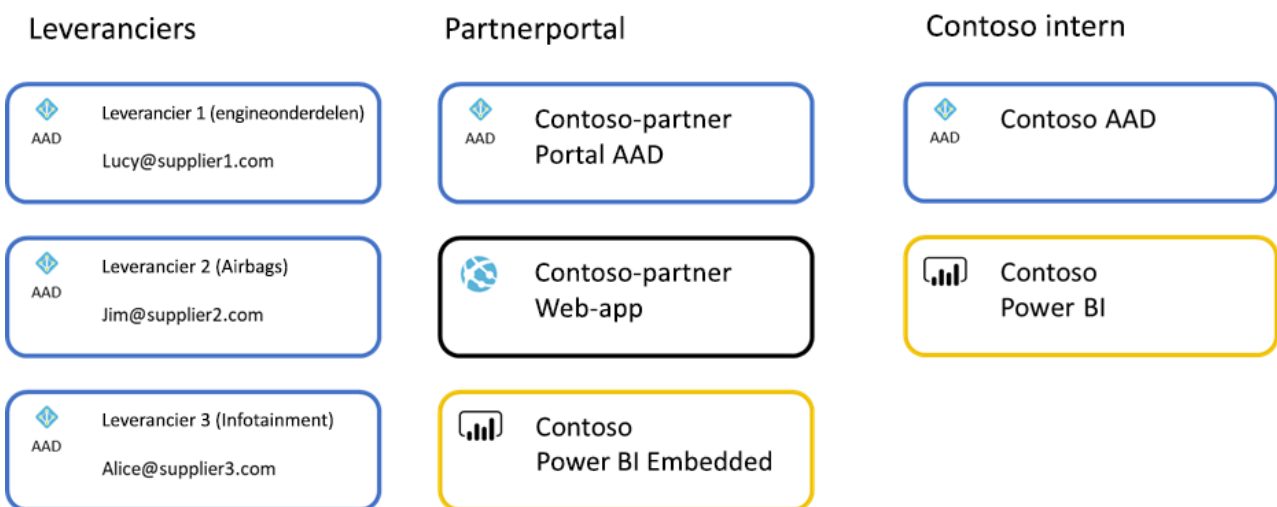 Leveranciers
AAD
Leverancier 1 (engineonderdelen)
Lucy@supplier1.com
AAD
Leverancier 2 (Airbags)
Jim@supplier2.com
AAD
Leverancier 3 (Infotainment)
Alice@supplier3.com
Partnerportal
AAD
Contoso-partner
Portal AAD
Contoso-partner
Web-app
Contoso
Power BI Embedded
Contoso intern
AAD
Contoso AAD
Contoso
Power BI